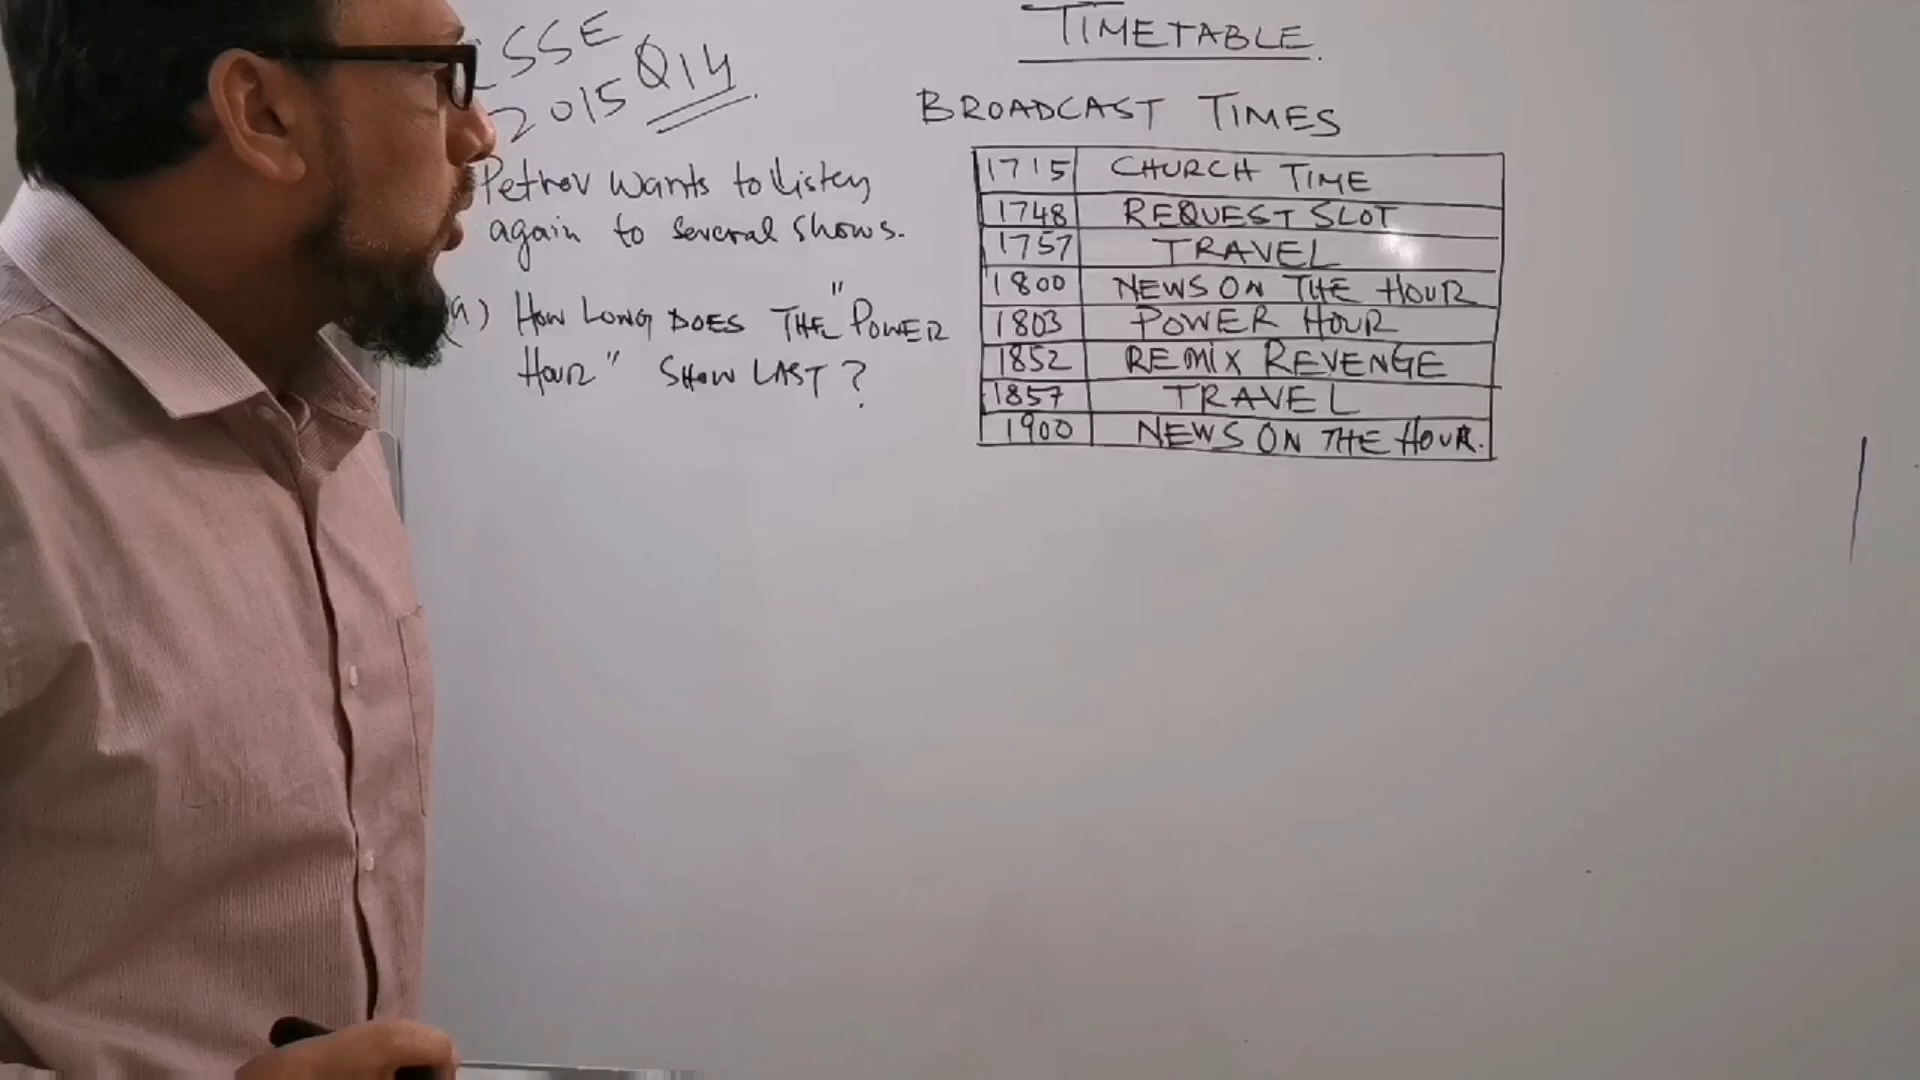 SSE
2015 Q14
Petrov wants to listen
again to several shows.
a) HOW LONG DOES THE "POWER
HOUR" SHOW LAST?
TIMETABLE
BROADCAST TIMES
1715 CHURCH TIME
1748 REQUEST SLOT
1757 TRAVEL
1800 NEWS ON THE HOUR
1803 POWER HOUR
1852 REMIX REVENGE
1857 TRAVEL
1900 NEWS ON THE HOUR.